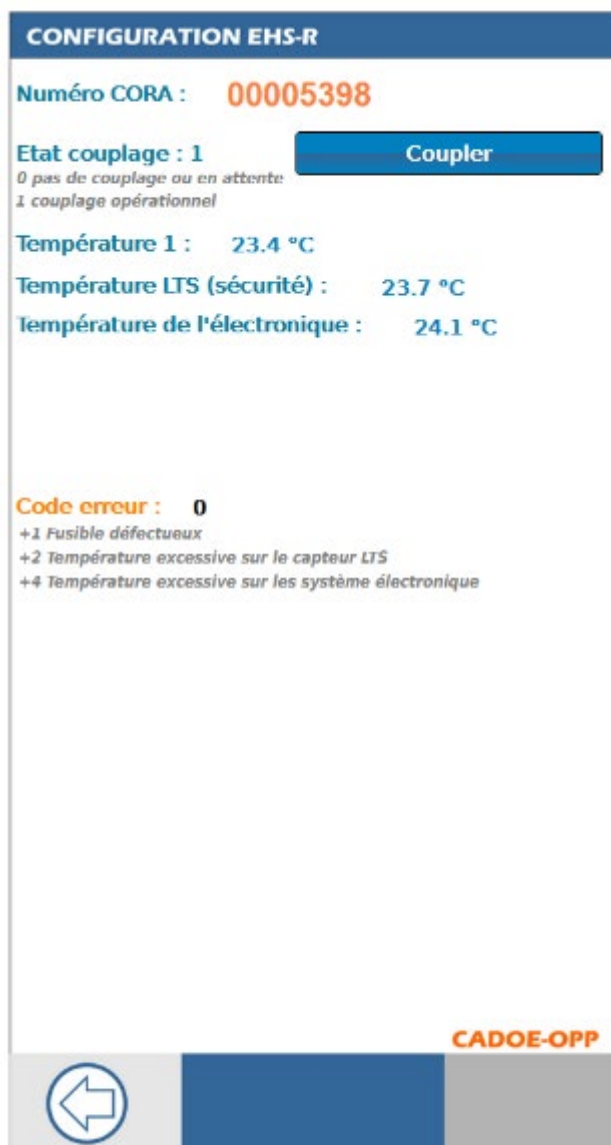 CONFIGURATION EHS-R
Numéro CORA : 00005398
Etat couplage : 1 Coupler
0 pas de couplage ou en attente
1 couplage opérationnel
Température 1 : 23.4 °C
Température LTS (sécurité) : 23.7 °C
Température de l'électronique : 24.1 °C
Code erreur : 0
+1 Fusible défectueux
+2 Température excessive sur le capteur LTS
+4 Température excessive sur les système électronique
CADOE-OPP